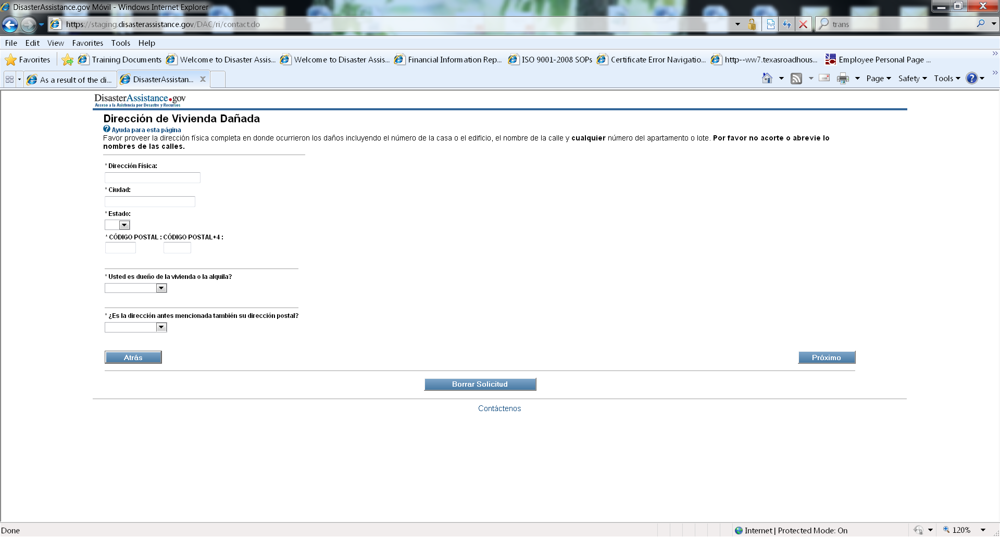 DisasterAssistance.gov Móvil - Windows Internet Explorer
https://staging.disasterassistance.gov/DAC/ri/contact.do
trans
File Edit View Favorites Tools Help
Favorites Training Documents Welcome to Disaster Assis... Welcome to Disaster Assis... Financial Information Rep... ISO 9001-2008 SOPs Certificate Error Navigatio... http--ww7.texasroadhous... Employee Personal Page ...
As a result of the di... DisasterAssistan... Page Safety Tools
DisasterAssistance.gov
Acceso a la Asistencia por Desastre y Recursos
Dirección de Vivienda Dañada
Ayuda para esta página
Favor proveer la dirección física completa en donde ocurrieron los daños incluyendo el número de la casa o el edificio, el nombre de la calle y cualquier número del apartamento o lote. Por favor no acorte o abrevie lo
nombres de las calles.
* Dirección Física:
* Ciudad:
* Estado:
* CÓDIGO POSTAL : CÓDIGO POSTAL+4 :
* Usted es dueño de la vivienda o la alquila?
* ¿Es la dirección antes mencionada también su dirección postal?
Atrás
Próximo
Borrar Solicitud
Contáctenos
Done
Internet | Protected Mode: On
120%